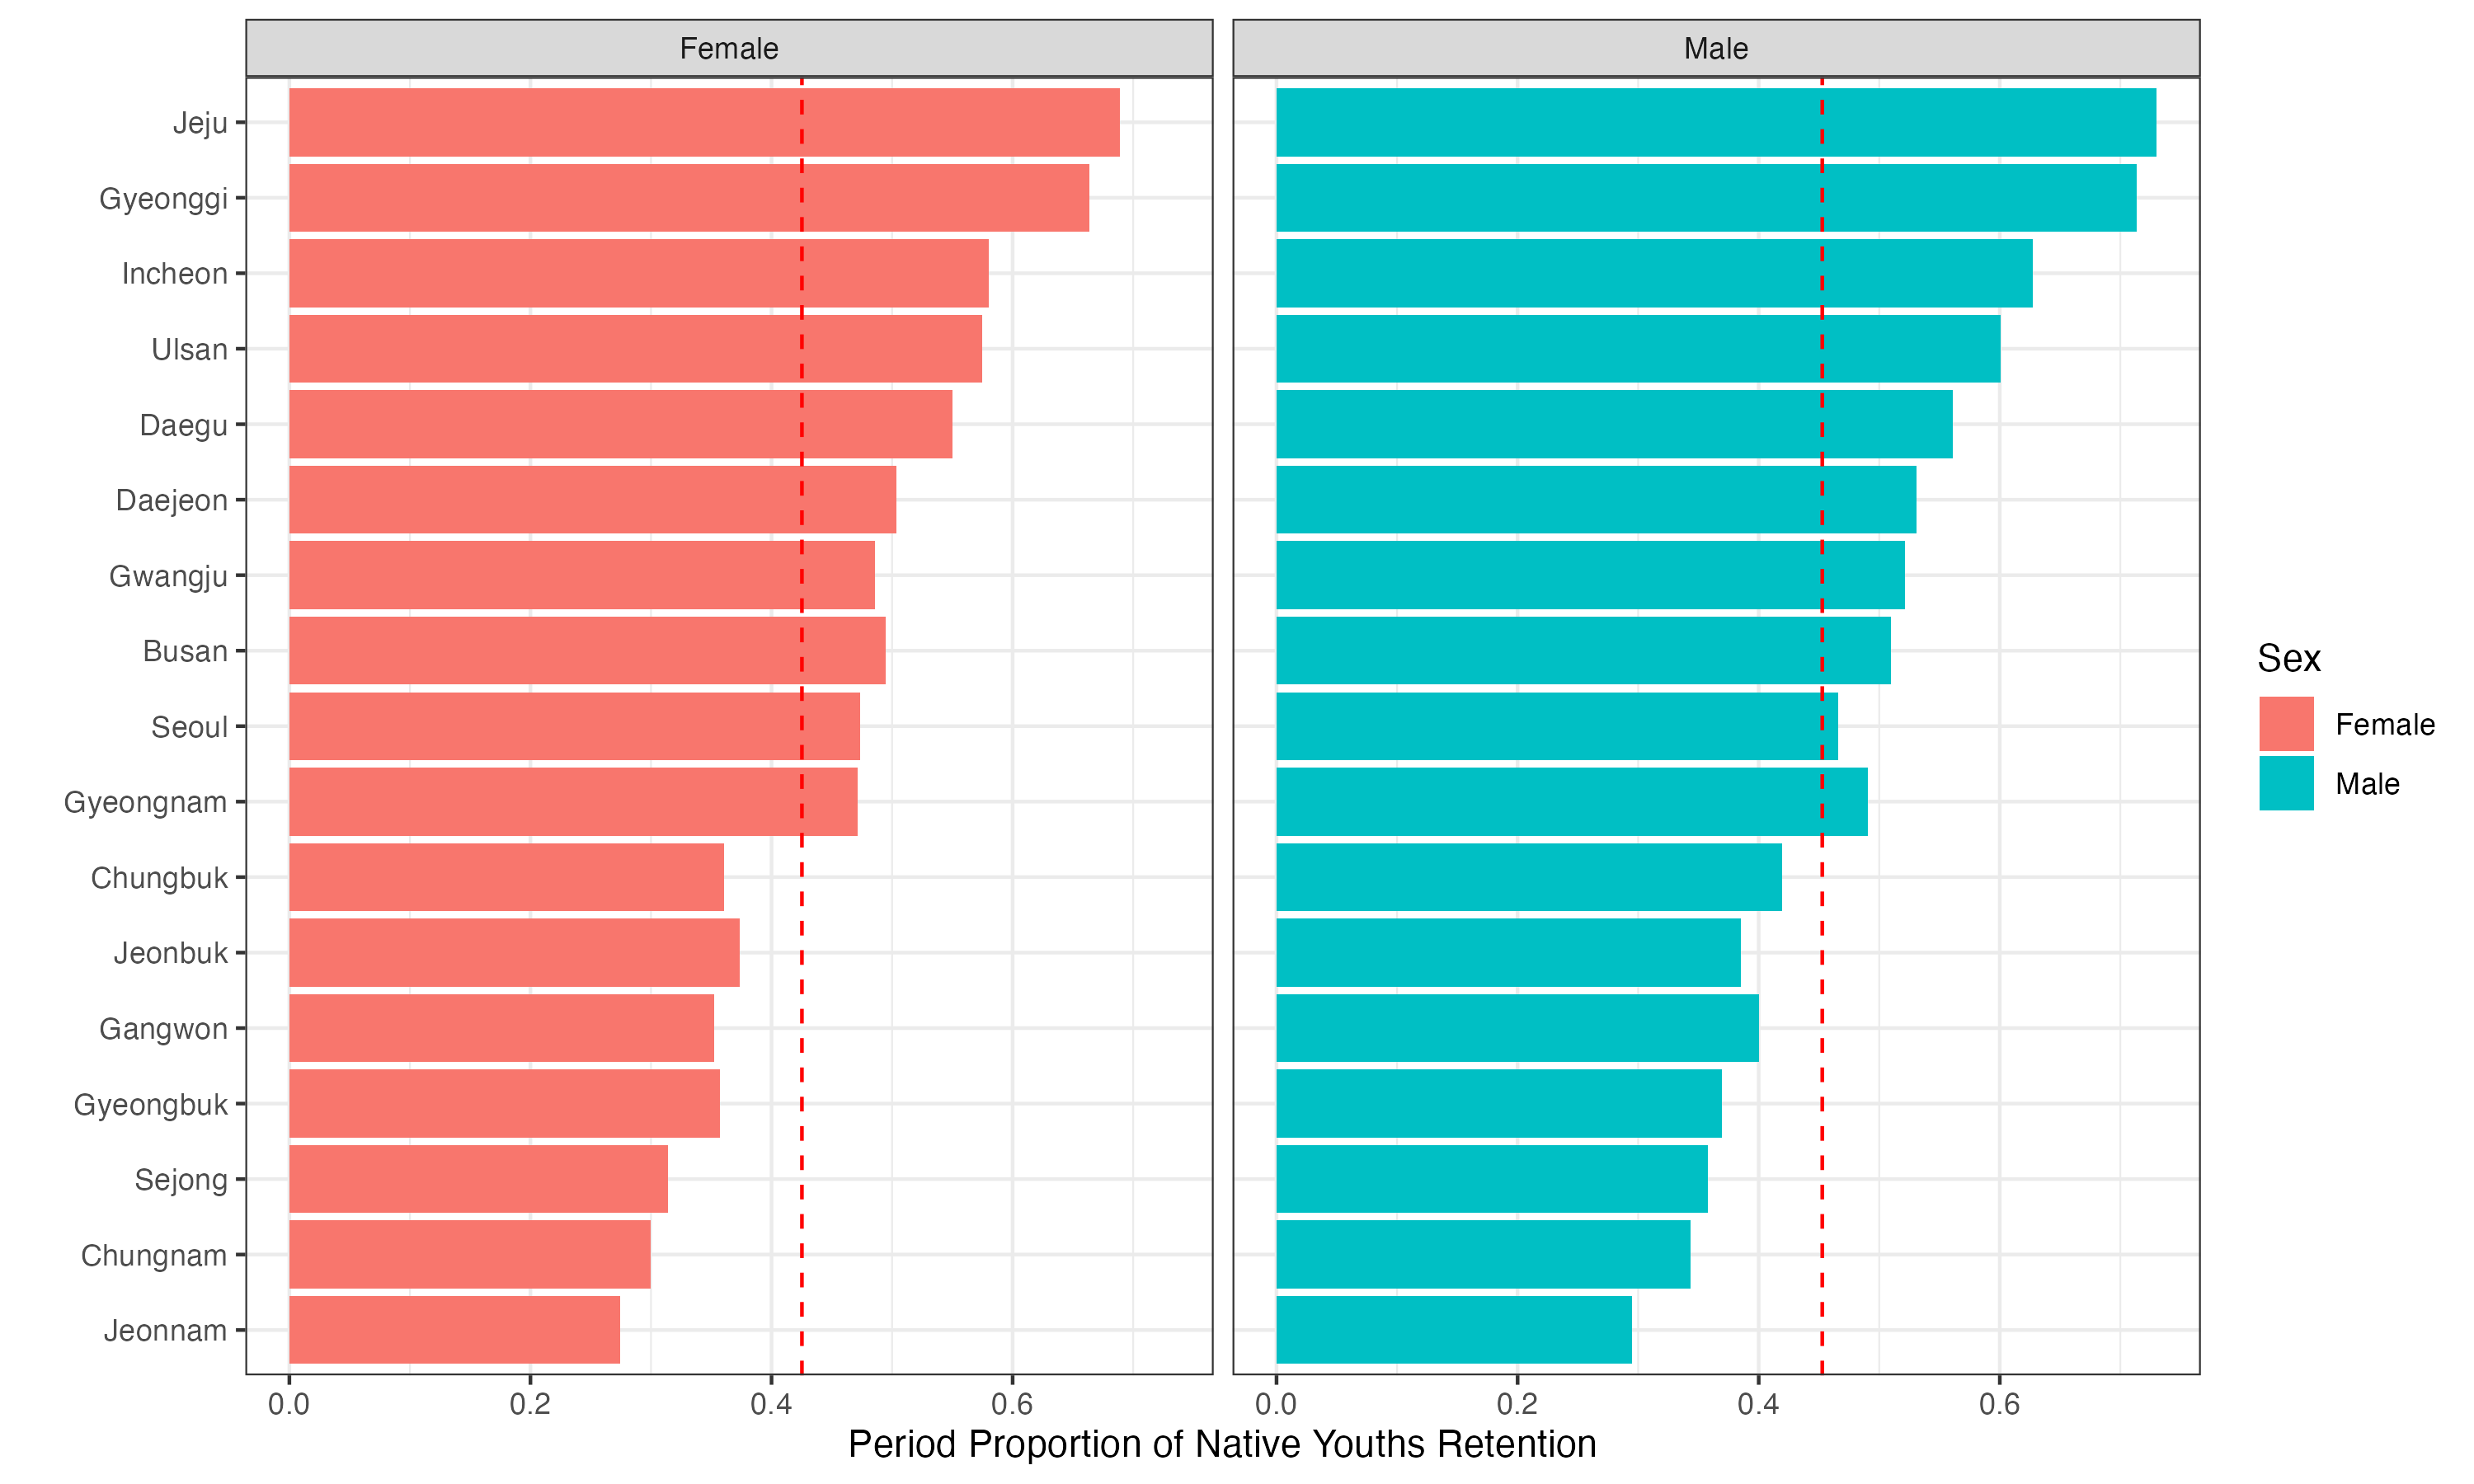 Female
Male
Jeju
Gyeonggi
Incheon
Ulsan
Daegu
Daejeon
Gwangju
Busan
Seoul
Gyeongnam
Chungbuk
Jeonbuk
Gangwon
Gyeongbuk
Sejong
Chungnam
Jeonnam
0.0 0.2 0.4 0.6
0.0 0.2 0.4 0.6
Period Proportion of Native Youths Retention
Sex
Female
Male